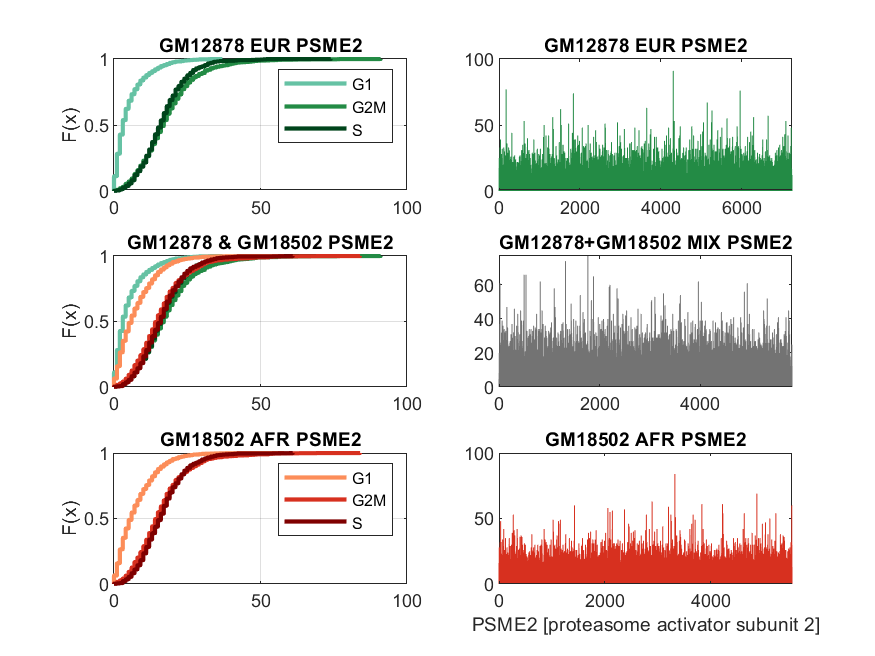 GM12878 EUR PSME2
F(x)
1
0.5
0
0
50
100
G1
G2M
S
GM12878 EUR PSME2
100
50
0
0
2000
4000
6000
GM12878 & GM18502 PSME2
F(x)
1
0.5
0
0
50
100
GM12878+GM18502 MIX PSME2
60
40
20
0
0
2000
4000
GM18502 AFR PSME2
F(x)
1
0.5
0
0
50
100
G1
G2M
S
GM18502 AFR PSME2
100
50
0
0
2000
4000
PSME2 [proteasome activator subunit 2]